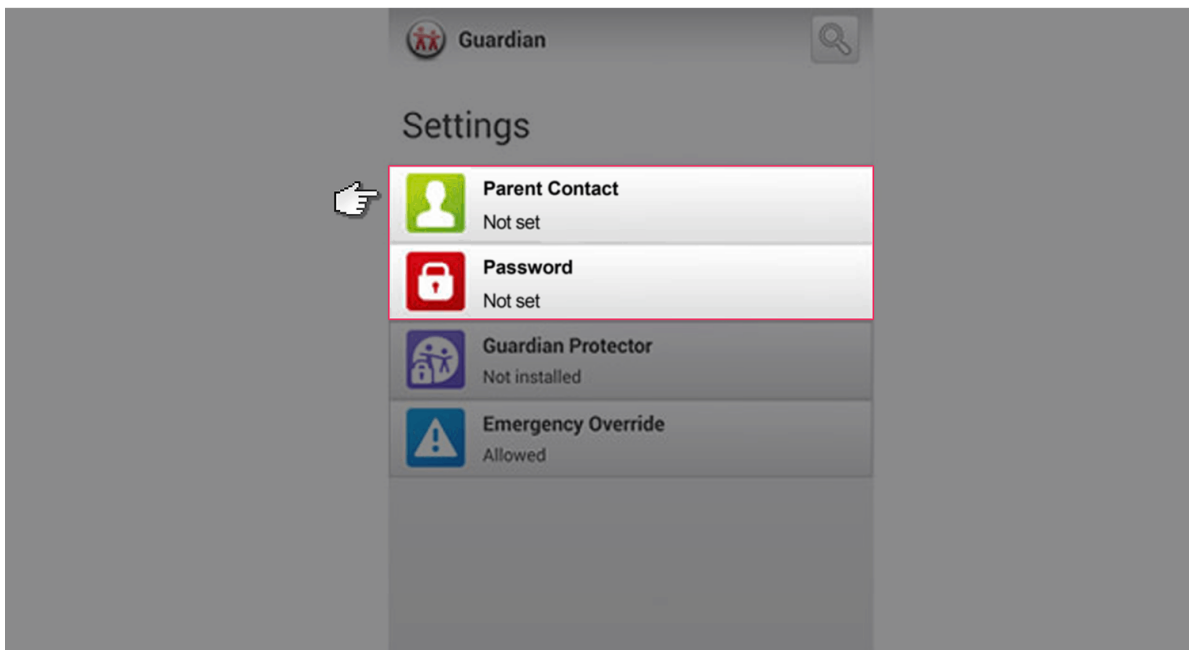 Guardian
Settings
Parent Contact
Not set
Password
Not set
Guardian Protector
Not installed
Emergency Override
Allowed